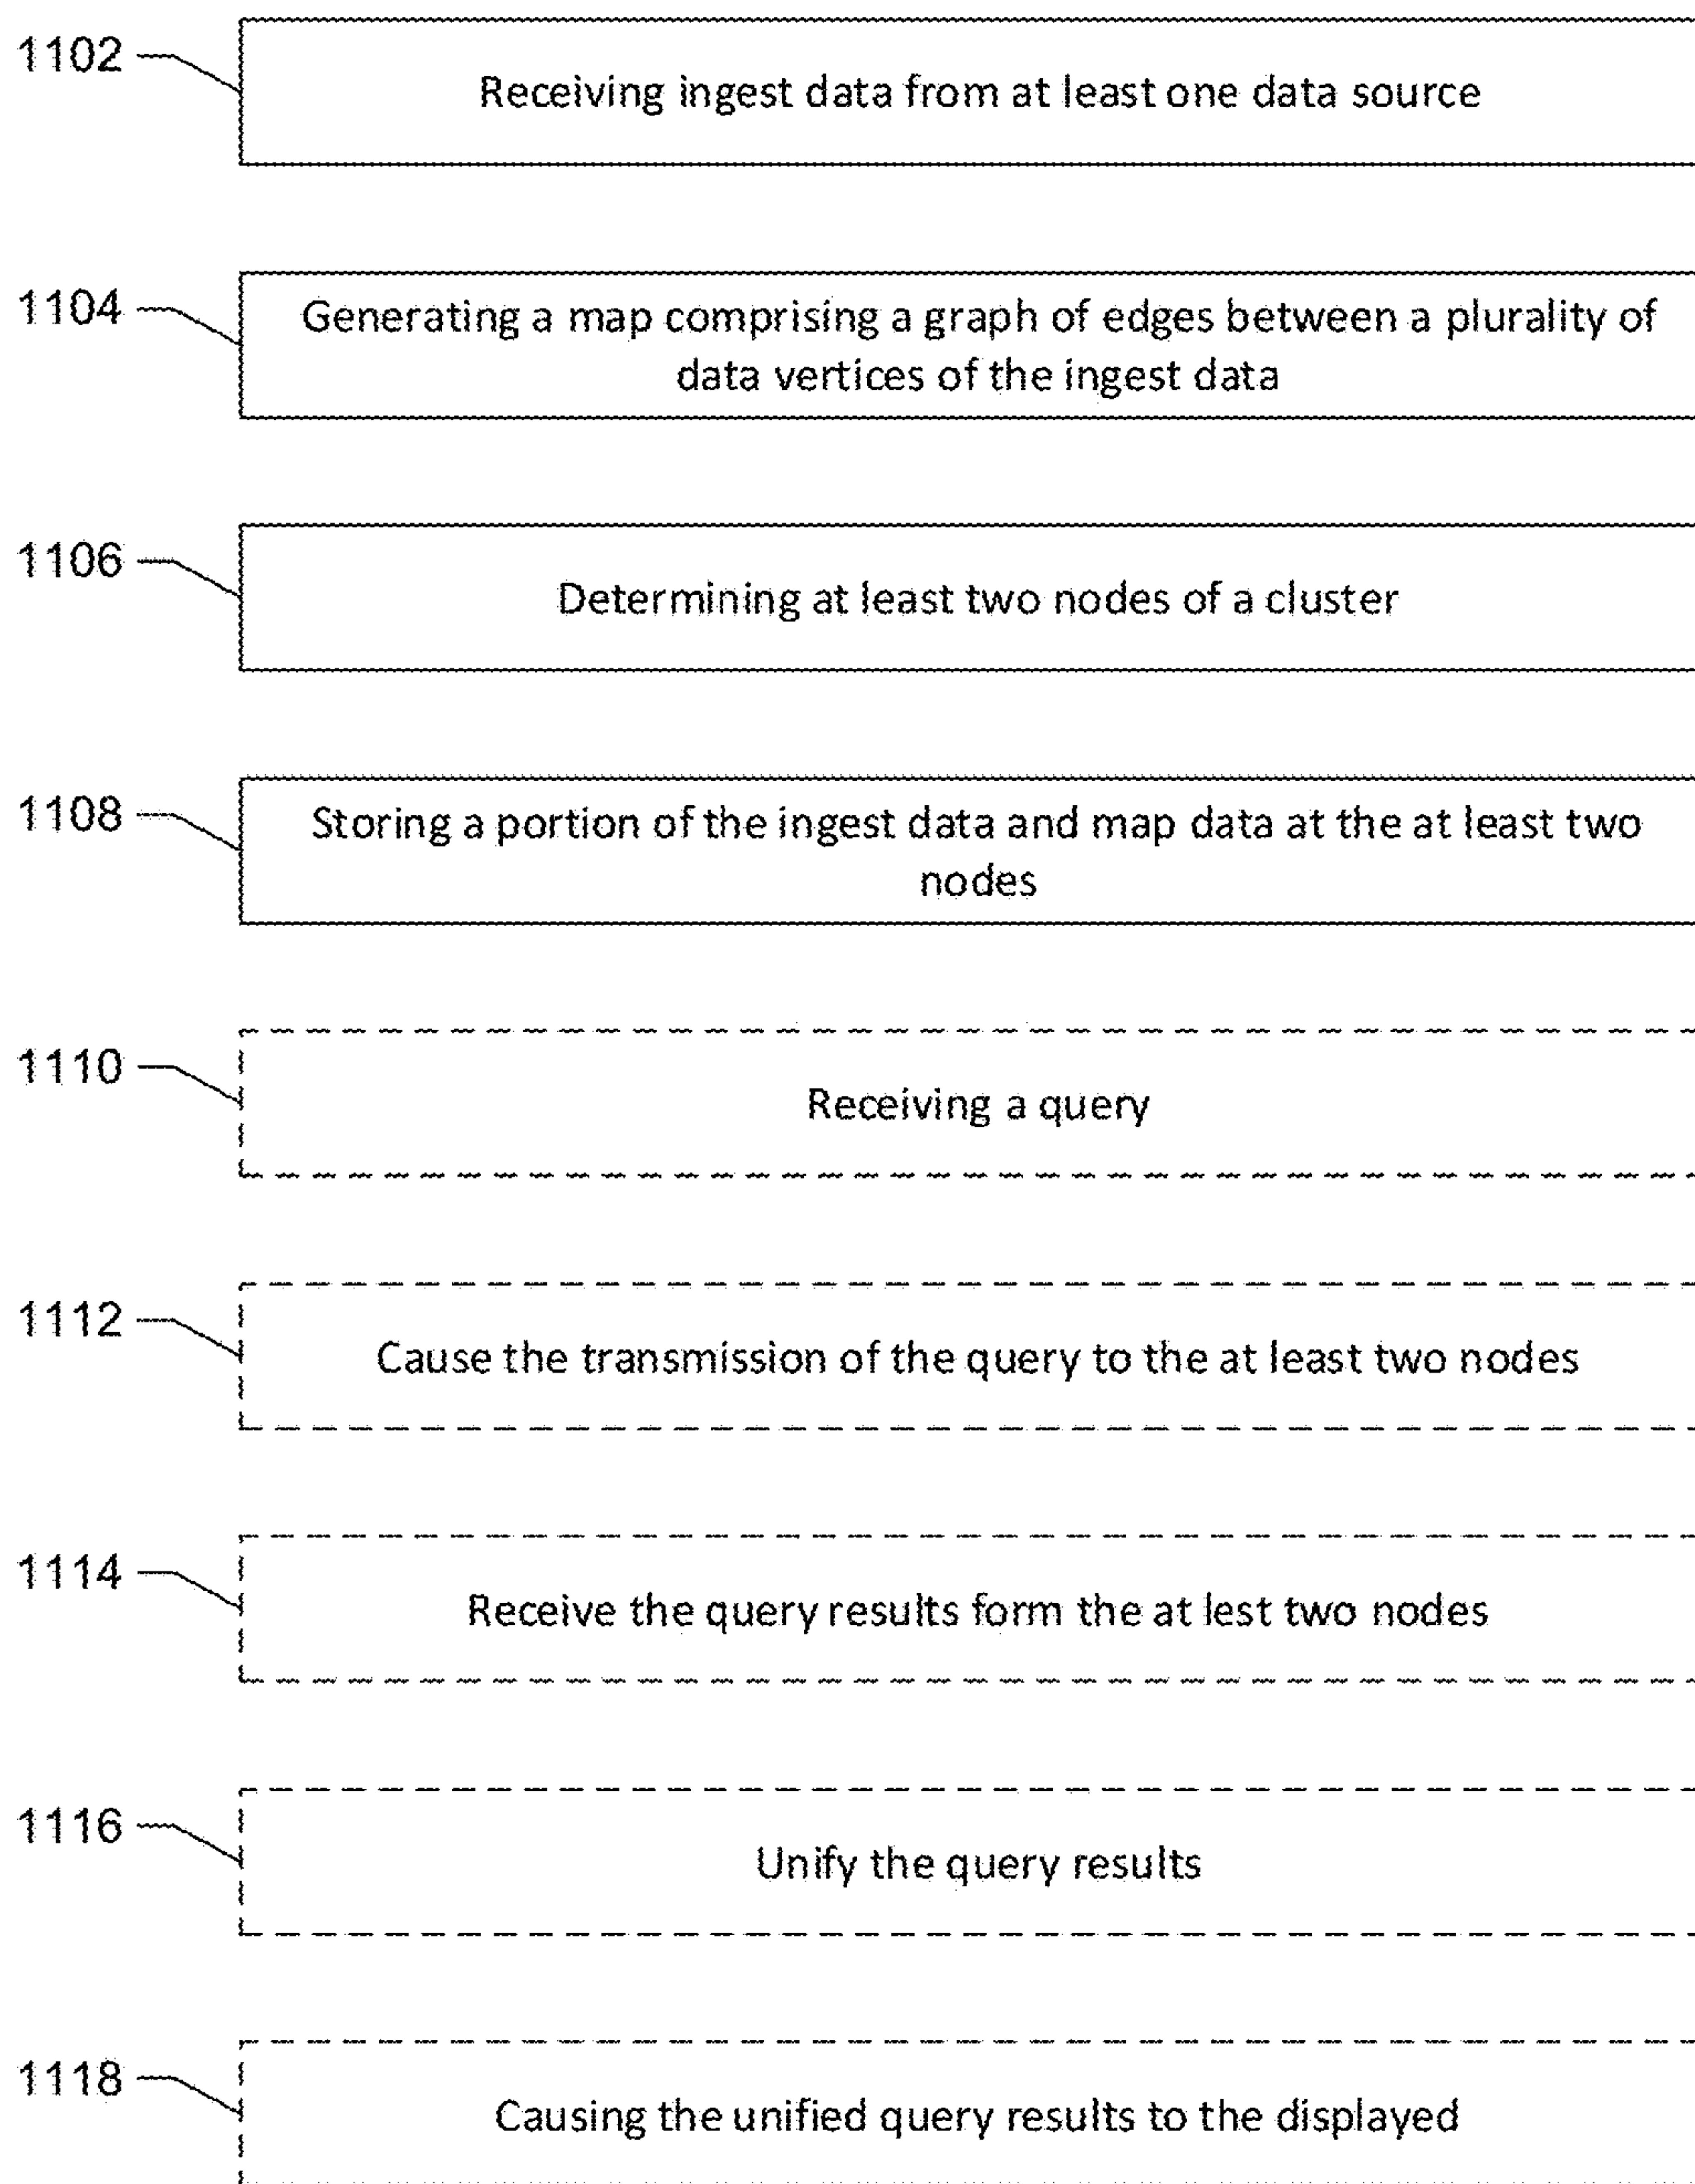 1102
Receiving ingest data from at least one data source
1104
Generating a map comprising a graph of edges between a plurality of
data vertices of the ingest data
1106
Determining at least two nodes of a cluster
1108
Storing a portion of the ingest data and map data at the at least two
nodes
1110
Receiving a query
1112
Cause the transmission of the query to the at least two nodes
1114
Receive the query results form the at lest two nodes
1116
Unify the query results
1118
Causing the unified query results to the displayed